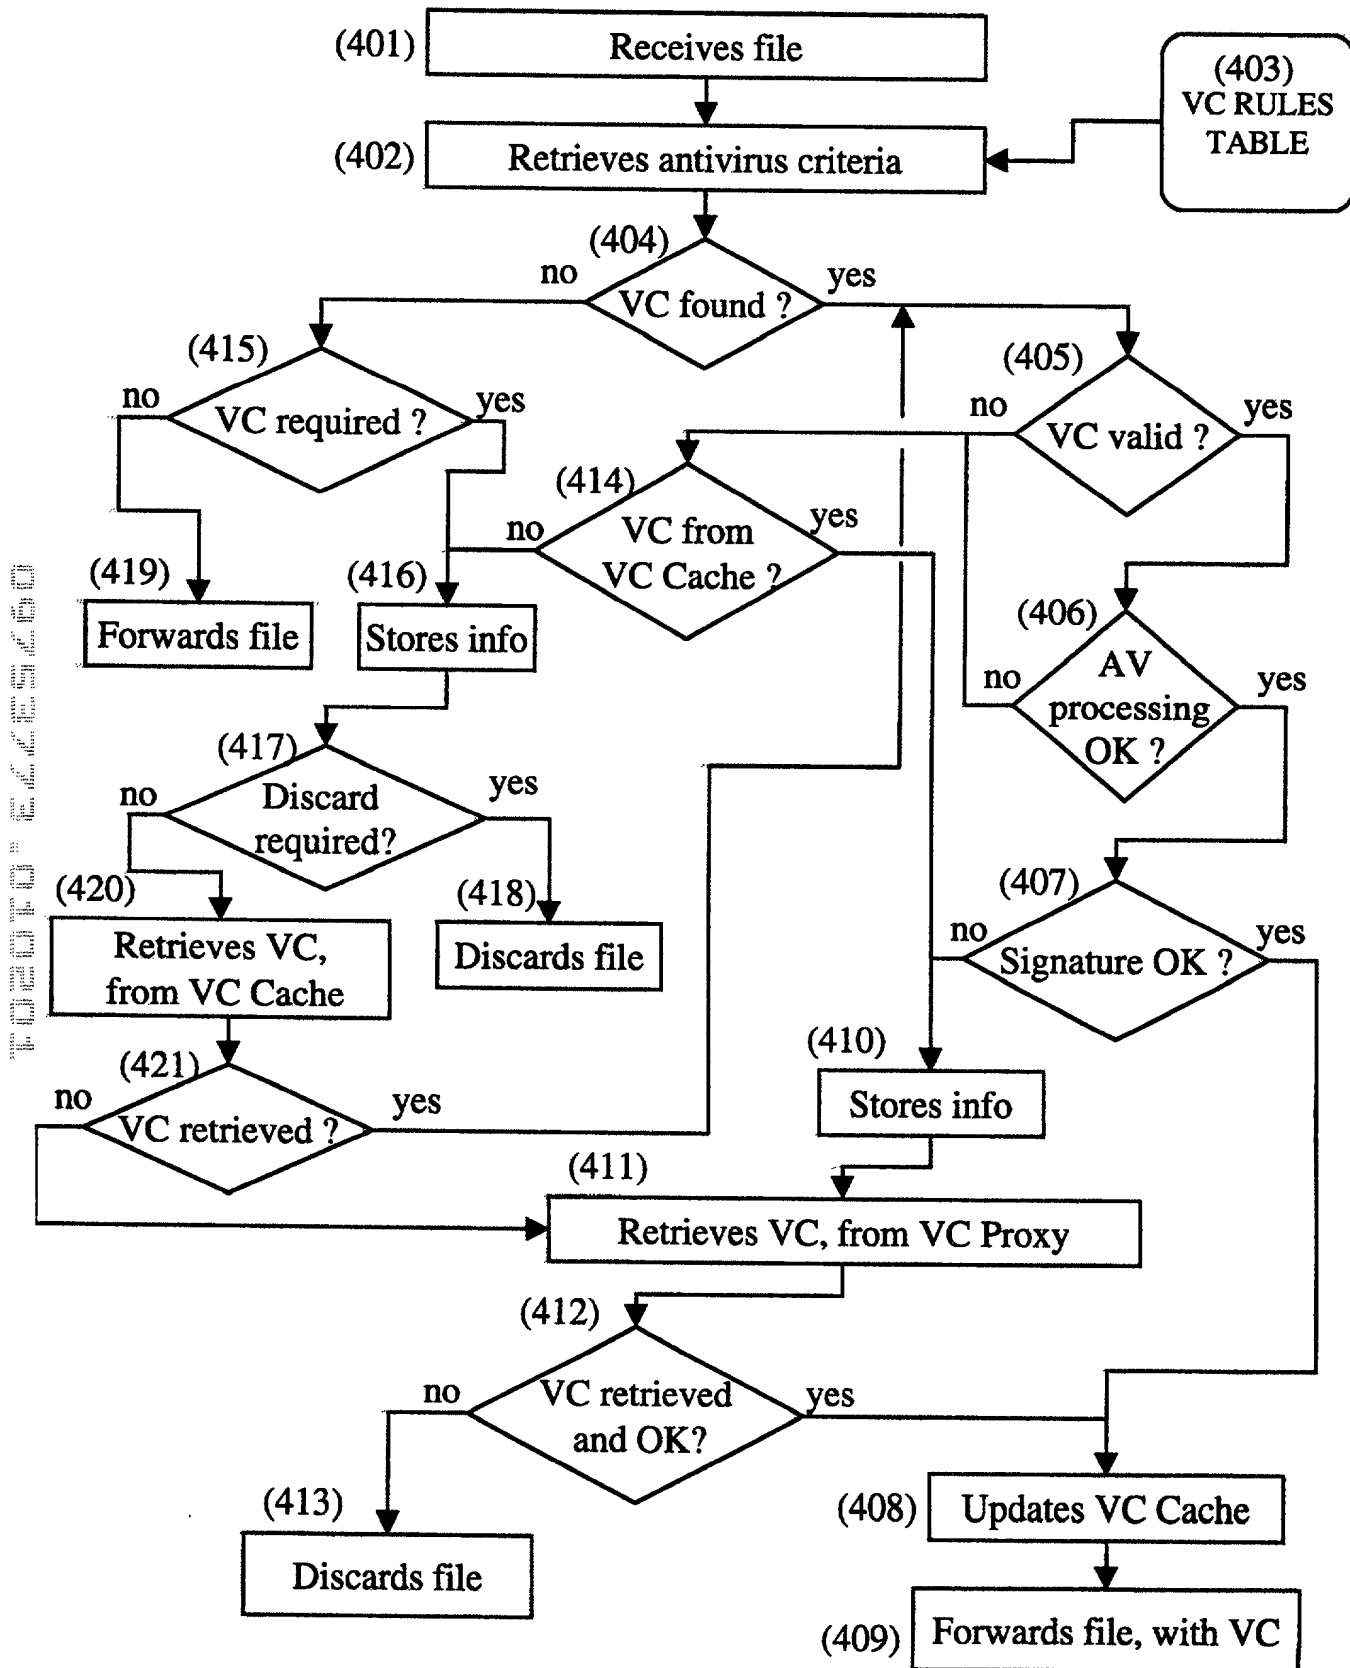 (401)
Receives file
(403)
VC RULES
TABLE
(402)
Retrieves antivirus criteria
(404)
no
yes
VC found ?
(415)
no
yes
VC required ?
(405)
no
yes
VC valid ?
(414)
no
yes
VC from
VC Cache ?
(419)
Forwards file
(416)
Stores info
(406)
no
yes
AV
processing
OK ?
(417)
no
yes
Discard
required?
(407)
no
yes
Signature OK ?
(420)
Retrieves VC,
from VC Cache
(418)
Discards file
(410)
Stores info
(421)
no
yes
VC retrieved ?
(411)
Retrieves VC, from VC Proxy
(412)
no
yes
VC retrieved
and OK?
(413)
Discards file
(408)
Updates VC Cache
(409)
Forwards file, with VC